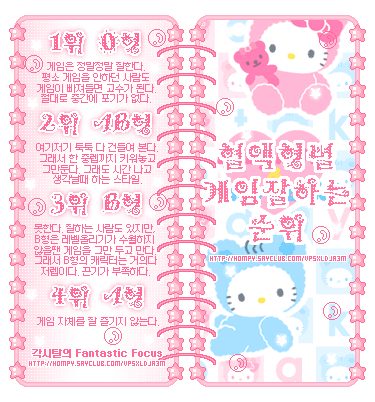 1위 O형
게임은 정말정말 잘한다.
평소 게임을 안하던 사람도
게임이 빠져들면 고수가 된다.
절대로 중간에 포기가 없다.
2위 AB형
여기저기 툭툭 다 건들여 본다.
그래서 한 중렙까지 키워놓고
그만둔다. 그래도 시간 나고
생각날때 하는 스타일.
3위 B형
못한다. 잘하는 사람도 있지만,
B형은 레벨올리기가 수월하지
않을땐 게임을 그만 두고 만다.
그래서 B형의 캐릭터는 거의다
저렙이다. 끈기가 부족하다.
4위 A형
게임 자체를 잘 즐기지 않는다.
각시탈의 Fantastic Focus
HTTP://HOMPY.SAYCLUB.COM/VPSXLDJA3M
혈액형별
게임잘하는
순위
HTTP://HOMPY.SAYCLUB.COM/VPSXLDJA3M